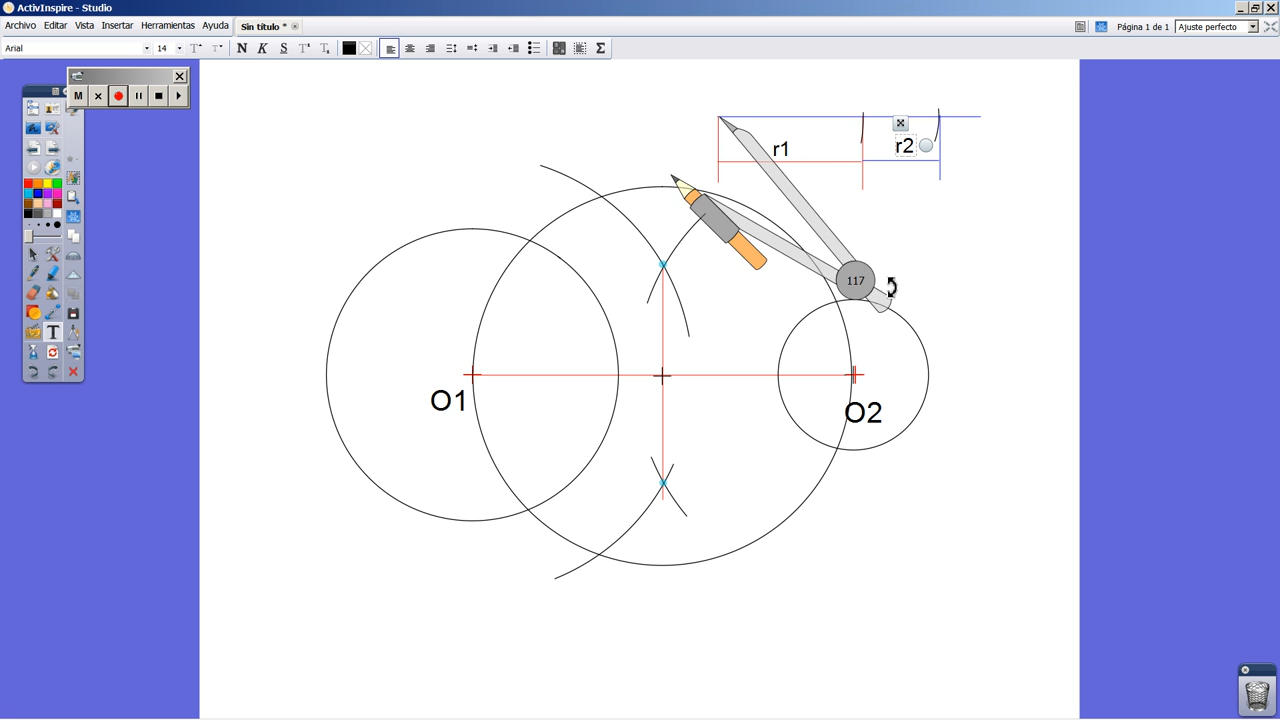 ActivInspire - Studio
Archivo Editar Vista Insertar Herramientas Ayuda Sin título * Página 1 de 1 Ajuste perfecto
Arial 14 N K S T T Σ
M
r1 r2
T
117
O1
O2